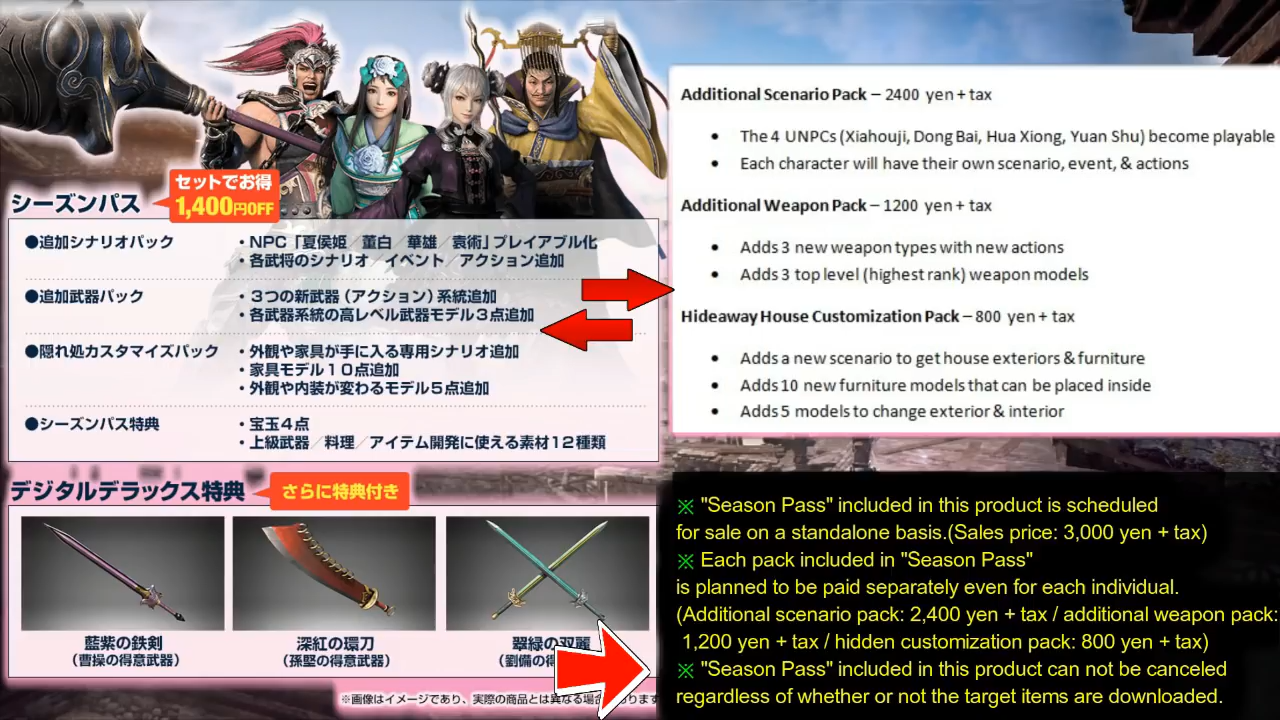 セットでお得
1,400円OFF
シーズンパス
●追加シナリオパック
・NPC「夏侯姫／董白／華雄／袁術」プレイアブル化
・各武将のシナリオ／イベント／アクション追加
●追加武器パック
・３つの新武器（アクション）系統追加
・各武器系統の高レベル武器モデル３点追加
●隠れ処カスタマイズパック
・外観や家具が手に入る専用シナリオ追加
・家具モデル１０点追加
・外観や内装が変わるモデル５点追加
●シーズンパス特典
・宝玉４点
・上級武器／料理／アイテム開発に使える素材１２種類
デジタルデラックス特典
さらに特典付き
藍紫の鉄剣
（曹操の得意武器）
深紅の環刀
（孫堅の得意武器）
翠緑の双麗
（劉備の得
※画像はイメージであり、実際の商品とは異なる場合があります
Additional Scenario Pack – 2400 yen + tax
• The 4 UNPCs (Xiahouji, Dong Bai, Hua Xiong, Yuan Shu) become playable
• Each character will have their own scenario, event, & actions
Additional Weapon Pack – 1200 yen + tax
• Adds 3 new weapon types with new actions
• Adds 3 top level (highest rank) weapon models
Hideaway House Customization Pack – 800 yen + tax
• Adds a new scenario to get house exteriors & furniture
• Adds 10 new furniture models that can be placed inside
• Adds 5 models to change exterior & interior
※ "Season Pass" included in this product is scheduled
for sale on a standalone basis.(Sales price: 3,000 yen + tax)
※ Each pack included in "Season Pass"
is planned to be paid separately even for each individual.
(Additional scenario pack: 2,400 yen + tax / additional weapon pack:
1,200 yen + tax / hidden customization pack: 800 yen + tax)
※ "Season Pass" included in this product can not be canceled
regardless of whether or not the target items are downloaded.